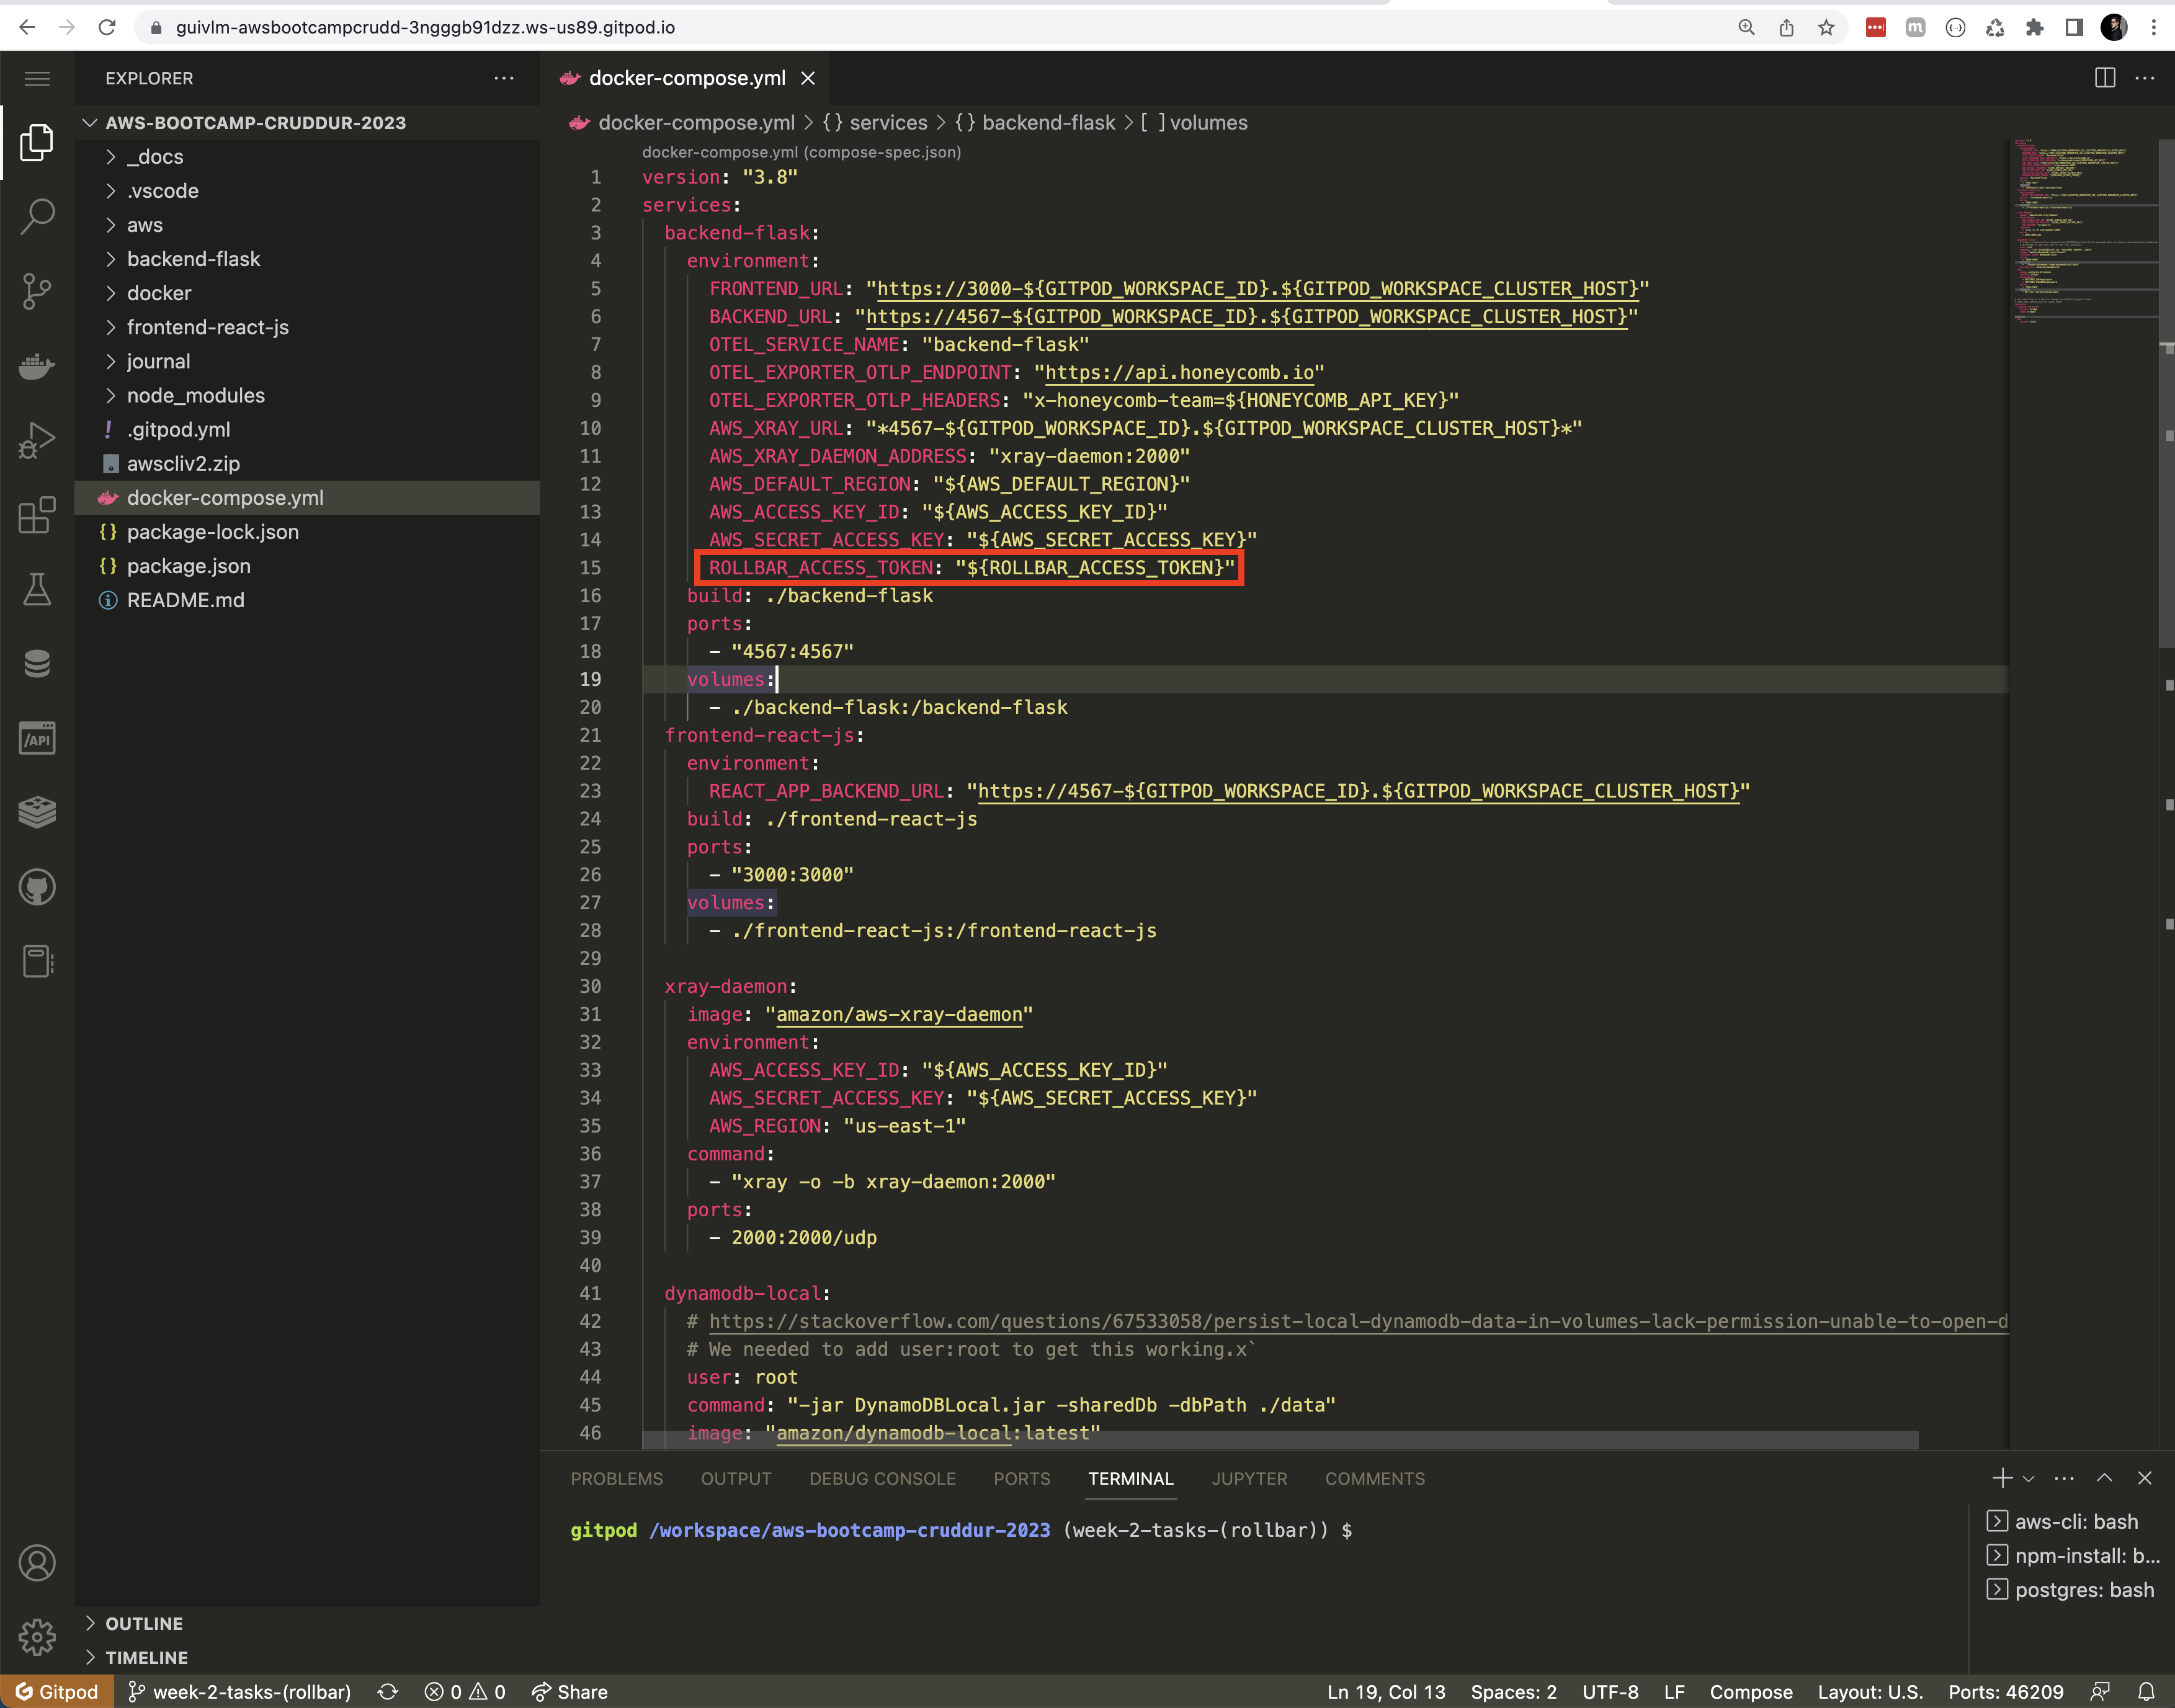 guivlm-awsbootcampcrudd-3ngggb91dzz.ws-us89.gitpod.io
EXPLORER
docker-compose.yml
AWS-BOOTCAMP-CRUDDUR-2023
_docs
.vscode
aws
backend-flask
docker
frontend-react-js
journal
node_modules
! .gitpod.yml
awscliv2.zip
docker-compose.yml
{} package-lock.json
{} package.json
README.md
/API
OUTLINE
TIMELINE
docker-compose.yml > {} services > {} backend-flask > [ ] volumes
docker-compose.yml (compose-spec.json)
1 version: "3.8"
2 services:
3 backend-flask:
4 environment:
5 FRONTEND_URL: "https://3000-${GITPOD_WORKSPACE_ID}.${GITPOD_WORKSPACE_CLUSTER_HOST}"
6 BACKEND_URL: "https://4567-${GITPOD_WORKSPACE_ID}.${GITPOD_WORKSPACE_CLUSTER_HOST}"
7 OTEL_SERVICE_NAME: "backend-flask"
8 OTEL_EXPORTER_OTLP_ENDPOINT: "https://api.honeycomb.io"
9 OTEL_EXPORTER_OTLP_HEADERS: "x-honeycomb-team=${HONEYCOMB_API_KEY}"
10 AWS_XRAY_URL: "*4567-${GITPOD_WORKSPACE_ID}.${GITPOD_WORKSPACE_CLUSTER_HOST}*"
11 AWS_XRAY_DAEMON_ADDRESS: "xray-daemon:2000"
12 AWS_DEFAULT_REGION: "${AWS_DEFAULT_REGION}"
13 AWS_ACCESS_KEY_ID: "${AWS_ACCESS_KEY_ID}"
14 AWS_SECRET_ACCESS_KEY: "${AWS_SECRET_ACCESS_KEY}"
15 ROLLBAR_ACCESS_TOKEN: "${ROLLBAR_ACCESS_TOKEN}"
16 build: ./backend-flask
17 ports:
18 - "4567:4567"
19 volumes:
20 - ./backend-flask:/backend-flask
21 frontend-react-js:
22 environment:
23 REACT_APP_BACKEND_URL: "https://4567-${GITPOD_WORKSPACE_ID}.${GITPOD_WORKSPACE_CLUSTER_HOST}"
24 build: ./frontend-react-js
25 ports:
26 - "3000:3000"
27 volumes:
28 - ./frontend-react-js:/frontend-react-js
29
30 xray-daemon:
31 image: "amazon/aws-xray-daemon"
32 environment:
33 AWS_ACCESS_KEY_ID: "${AWS_ACCESS_KEY_ID}"
34 AWS_SECRET_ACCESS_KEY: "${AWS_SECRET_ACCESS_KEY}"
35 AWS_REGION: "us-east-1"
36 command:
37 - "xray -o -b xray-daemon:2000"
38 ports:
39 - 2000:2000/udp
40
41 dynamodb-local:
42 # https://stackoverflow.com/questions/67533058/persist-local-dynamodb-data-in-volumes-lack-permission-unable-to-open-d
43 # We needed to add user:root to get this working.x`
44 user: root
45 command: "-jar DynamoDBLocal.jar -sharedDb -dbPath ./data"
46 image: "amazon/dynamodb-local:latest"
PROBLEMS OUTPUT DEBUG CONSOLE PORTS TERMINAL JUPYTER COMMENTS
gitpod /workspace/aws-bootcamp-cruddur-2023 (week-2-tasks-(rollbar)) $
aws-cli: bash
npm-install: b...
postgres: bash
Gitpod week-2-tasks-(rollbar) 0 0 Share Ln 19, Col 13 Spaces: 2 UTF-8 LF Compose Layout: U.S. Ports: 46209